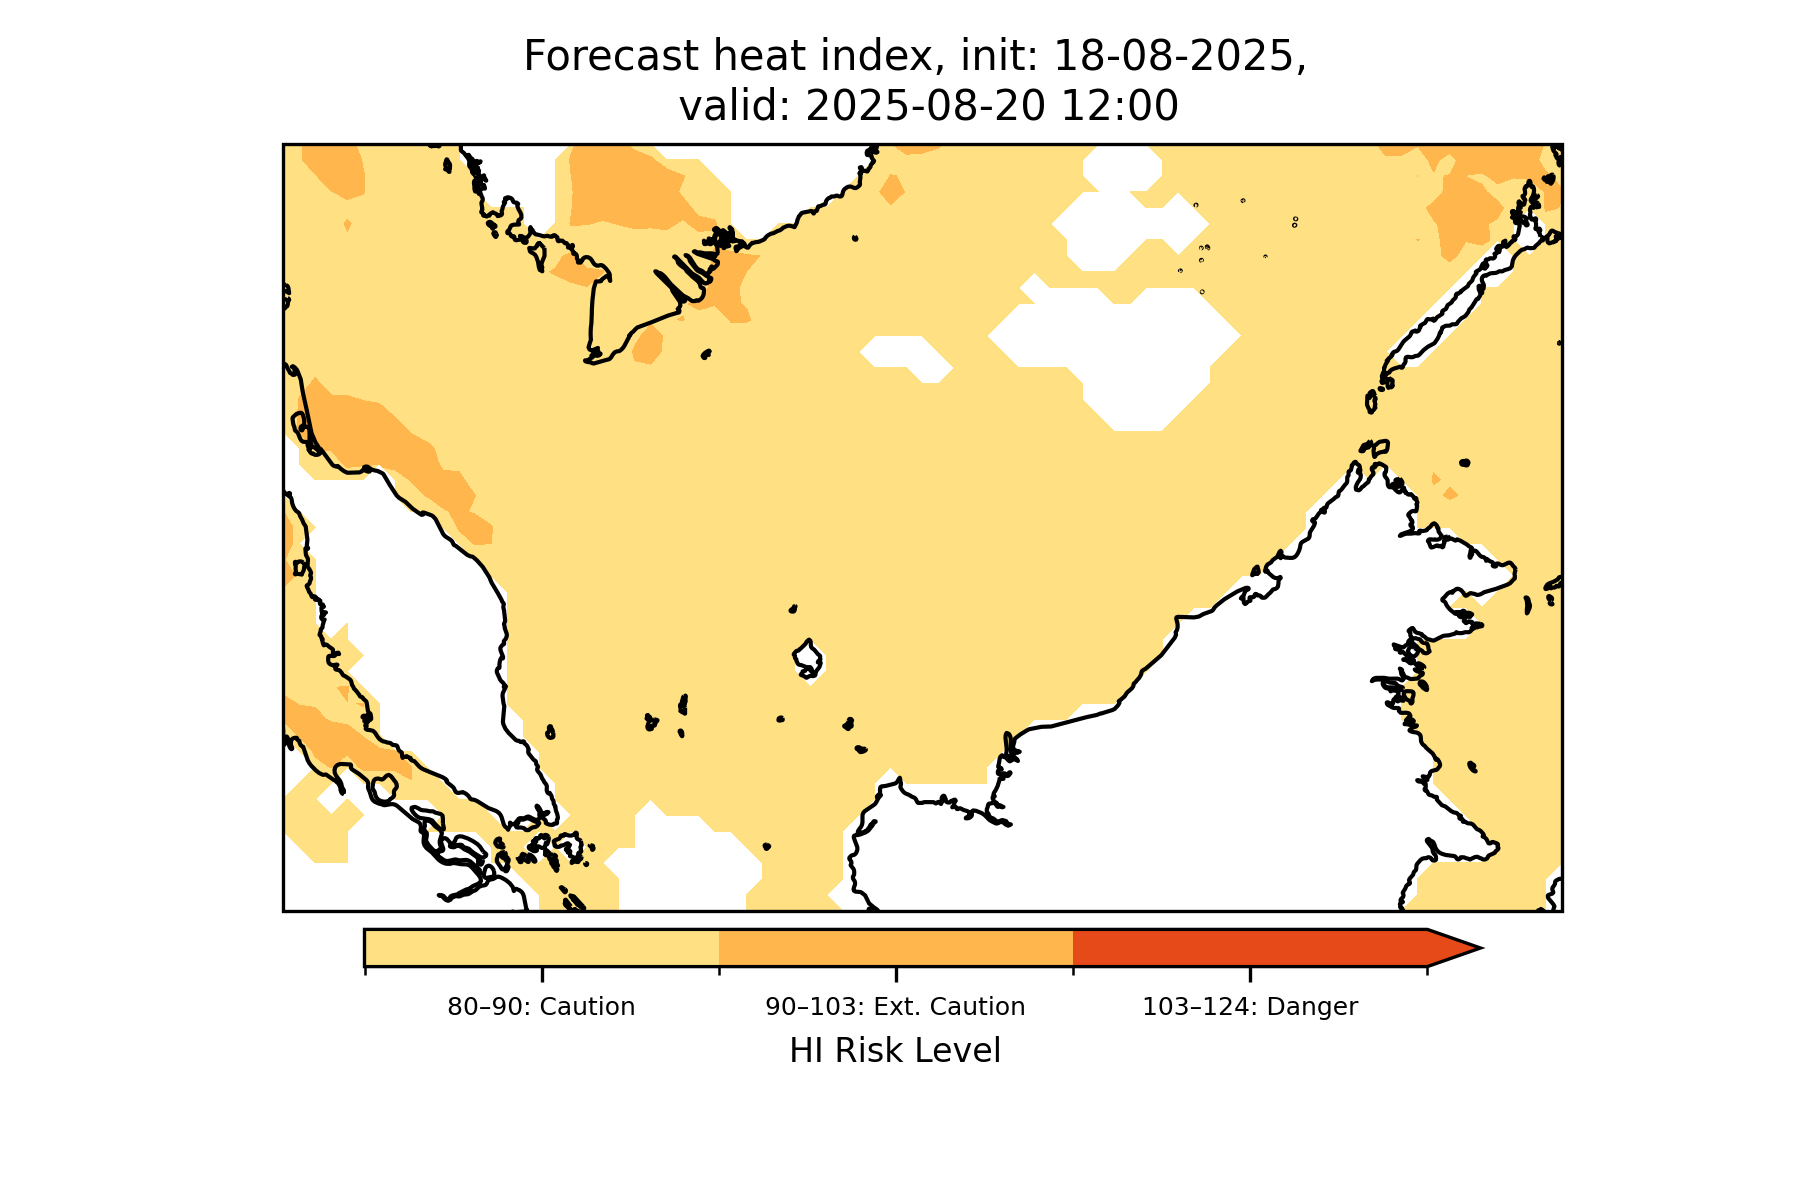 Forecast heat index, init: 18-08-2025,
valid: 2025-08-20 12:00
80–90: Caution
90–103: Ext. Caution
103–124: Danger
HI Risk Level